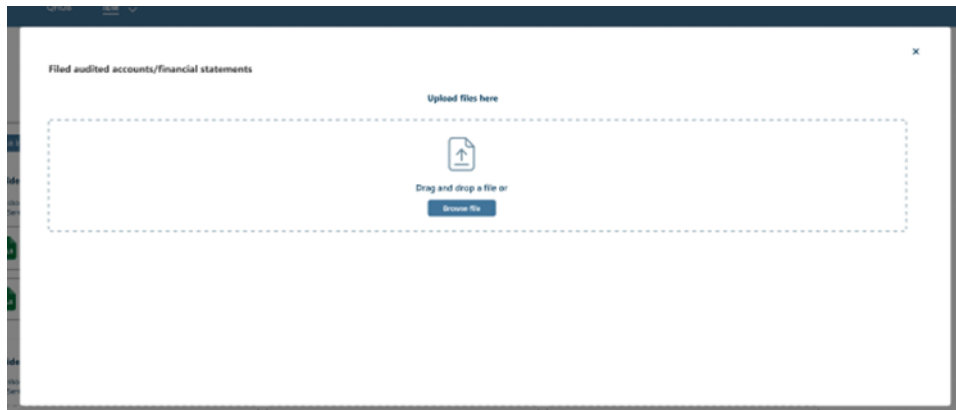 ×
Filed audited accounts/financial statements
Upload files here
Drag and drop a file or
Browse file